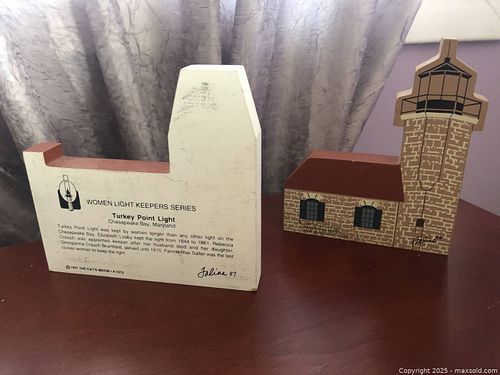 WOMEN LIGHT KEEPERS SERIES
Turkey Point Light
Chesapeake Bay, Maryland
Turkey Point Light was kept by women longer than any other light on the
Chesapeake Bay. Elizabeth Lusby kept the light from 1844 to 1861. Rebecca
Crouch, was appointed keeper after her husband died and her daughter,
Georgianna Crouch Brumfield, served until 1919. Fannie Mae Salter was the last
civilian woman to keep the light.
© 1997 THE CAT'S MEOW
Faline 97
Copyright 2025 - maxsold.com